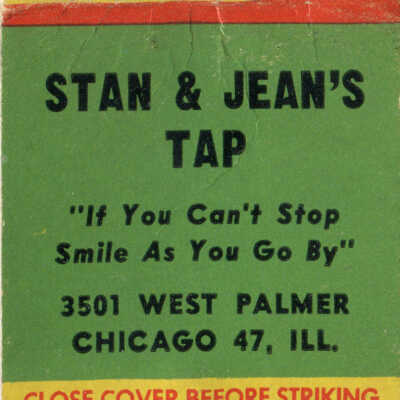 STAN & JEAN'S
TAP
"If You Can't Stop
Smile As You Go By"
3501 WEST PALMER
CHICAGO 47, ILL.
CLOSE COVER BEFORE STRIKING